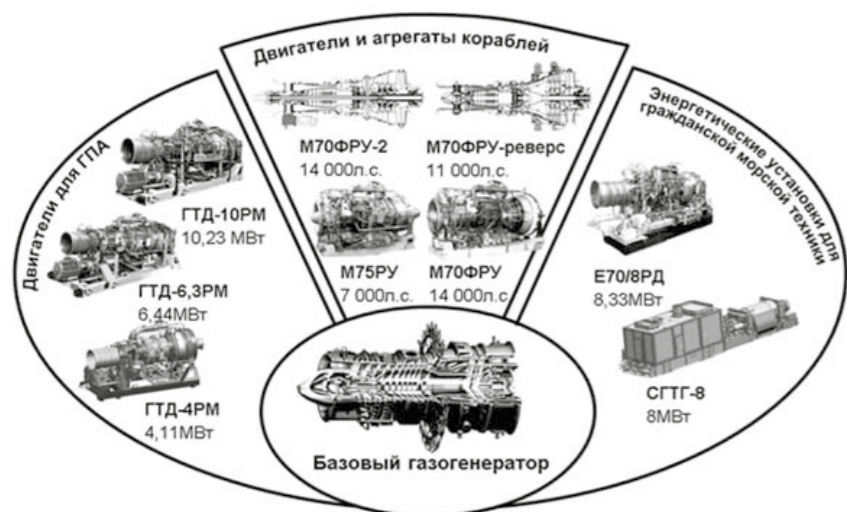 Двигатели для ГПА
ГТД-10РМ
10,23 МВт
ГТД-6,3РМ
6,44МВт
ГТД-4РМ
4,11МВт
Двигатели и агрегаты кораблей
М70ФРУ-2
14 000л.с.
М70ФРУ-реверс
11 000л.с.
М75РУ
7 000л.с.
М70ФРУ
14 000л.с.
Энергетические установки для
гражданской морской техники
Е70/8РД
8,33МВт
СГТГ-8
8МВт
Базовый газогенератор